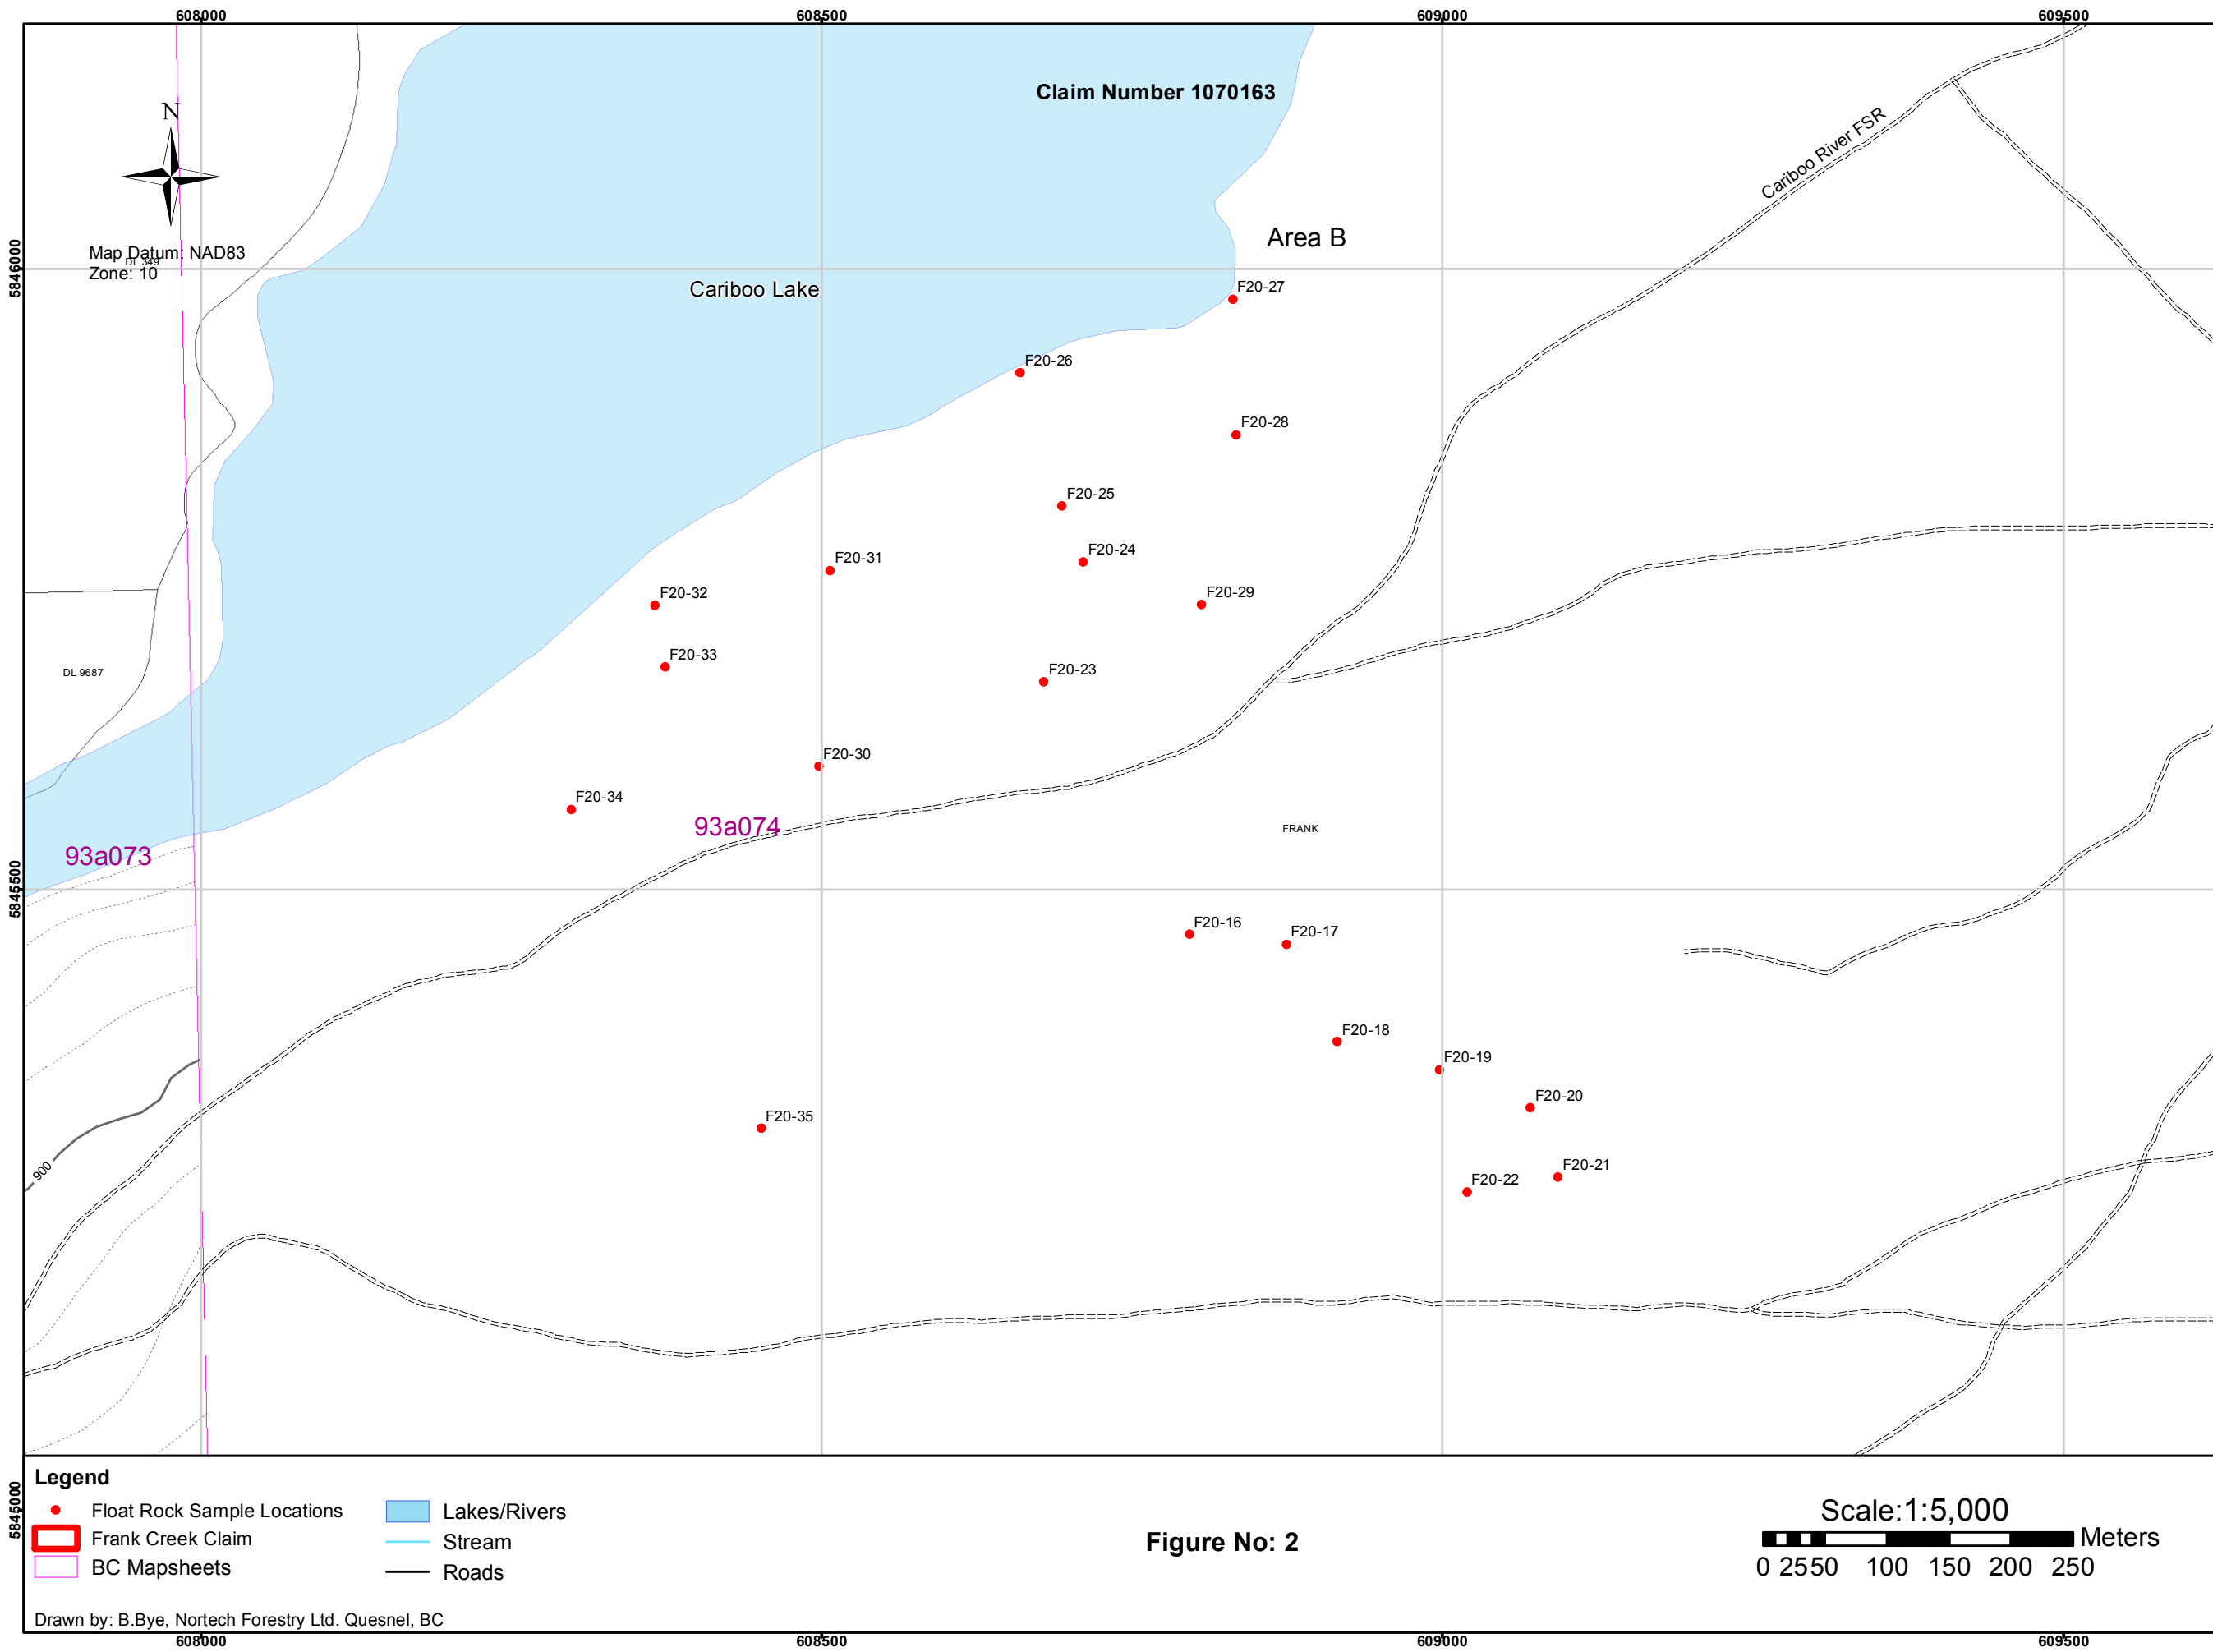 608000
608500
609000
609500
Claim Number 1070163
N
Cariboo River FSR
Area B
Map Datum: NAD83
DL 349
Zone: 10
5846000
Cariboo Lake
F20-27
F20-26
F20-28
F20-25
F20-24
F20-31
F20-32
F20-29
F20-33
F20-23
DL 9687
F20-30
F20-34
93a074
FRANK
93a073
5845500
F20-16
F20-17
F20-18
F20-19
F20-20
F20-35
F20-21
F20-22
900
5845000
Legend
Float Rock Sample Locations
Frank Creek Claim
BC Mapsheets
Lakes/Rivers
Stream
Roads
Figure No: 2
Scale:1:5,000
Meters
0 2550 100 150 200 250
Drawn by: B.Bye, Nortech Forestry Ltd. Quesnel, BC
608000
608500
609000
609500